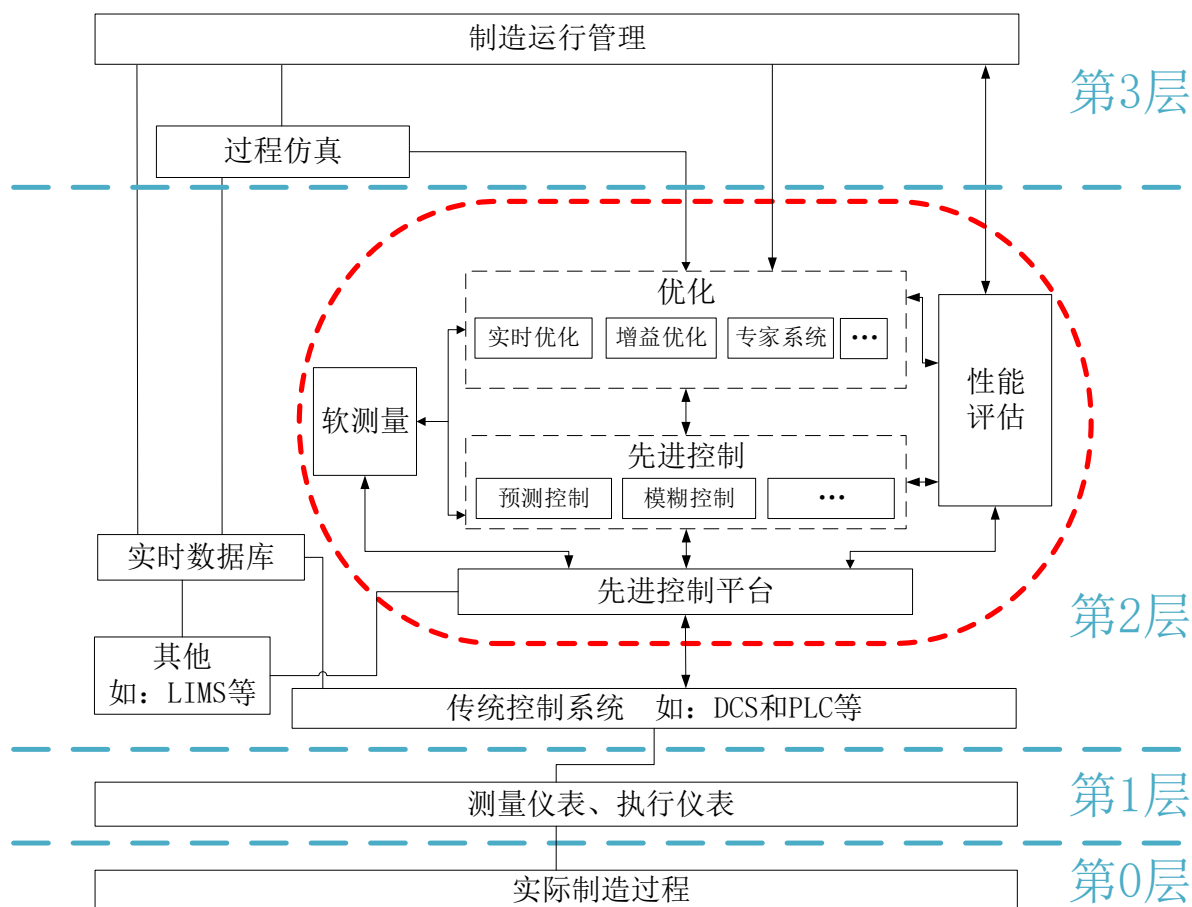 制造运行管理
第3层
过程仿真
优化
实时优化
增益优化
专家系统
···
性能
评估
软测量
先进控制
预测控制
模糊控制
···
实时数据库
先进控制平台
第2层
其他
如：LIMS等
传统控制系统 如：DCS和PLC等
第1层
测量仪表、执行仪表
第0层
实际制造过程